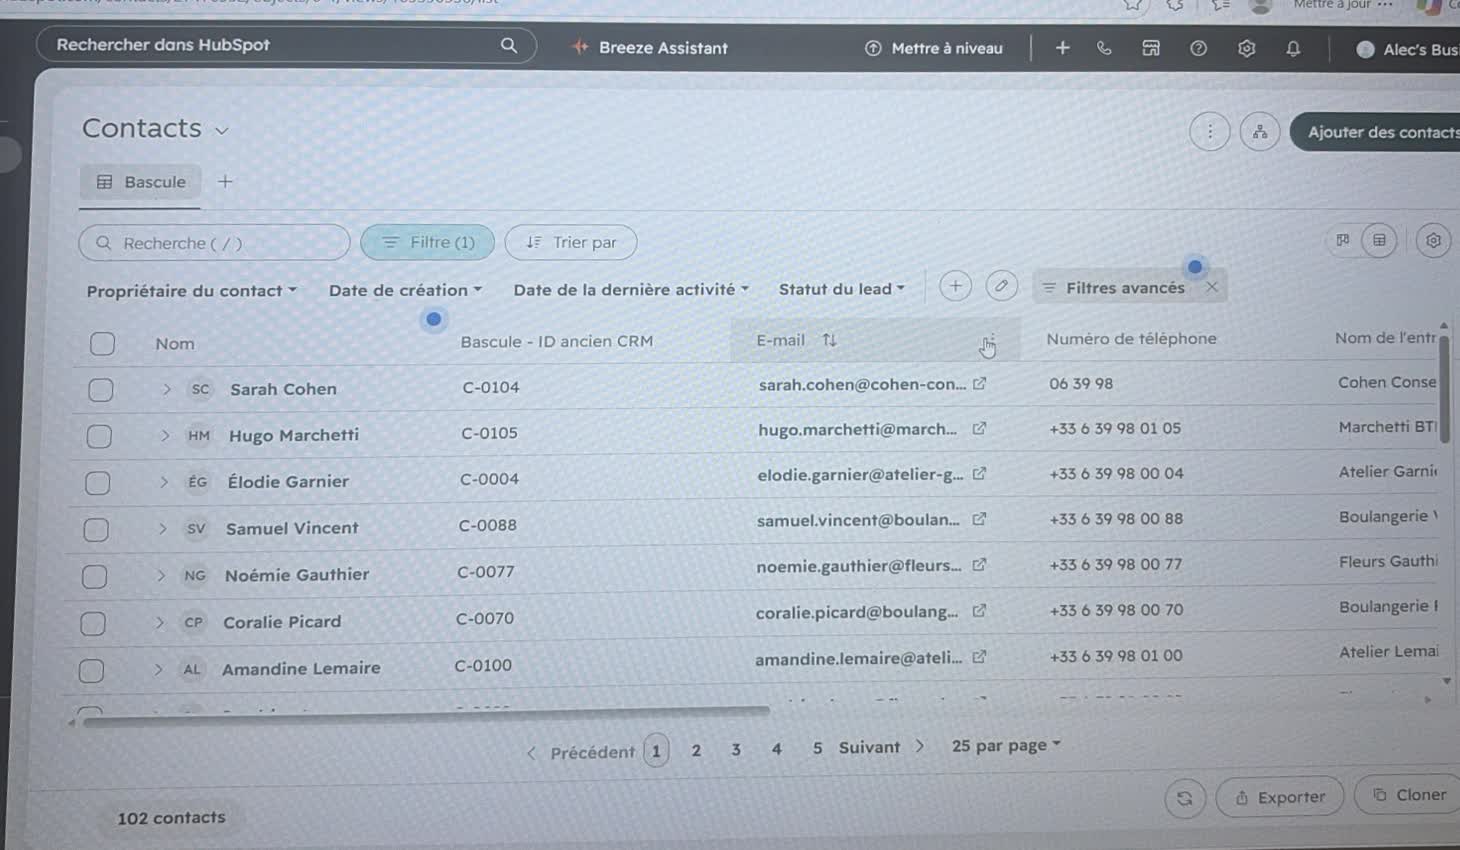 Mettre à jour
Rechercher dans HubSpot
Breeze Assistant
Mettre à niveau
Alec's Busi
Contacts
Ajouter des contacts
Bascule
Recherche ( / )
Filtre (1)
Trier par
Propriétaire du contact
Date de création
Date de la dernière activité
Statut du lead
Filtres avancés
Nom Bascule - ID ancien CRM E-mail Numéro de téléphone Nom de l'entr
SC Sarah Cohen C-0104 sarah.cohen@cohen-con... 06 39 98 Cohen Conse
HM Hugo Marchetti C-0105 hugo.marchetti@march... +33 6 39 98 01 05 Marchetti BT
ÉG Élodie Garnier C-0004 elodie.garnier@atelier-g... +33 6 39 98 00 04 Atelier Garni
SV Samuel Vincent C-0088 samuel.vincent@boulan... +33 6 39 98 00 88 Boulangerie
NG Noémie Gauthier C-0077 noemie.gauthier@fleurs... +33 6 39 98 00 77 Fleurs Gauthi
CP Coralie Picard C-0070 coralie.picard@boulang... +33 6 39 98 00 70 Boulangerie
AL Amandine Lemaire C-0100 amandine.lemaire@ateli... +33 6 39 98 01 00 Atelier Lemai
Précédent 1 2 3 4 5 Suivant 25 par page
102 contacts
Exporter
Cloner